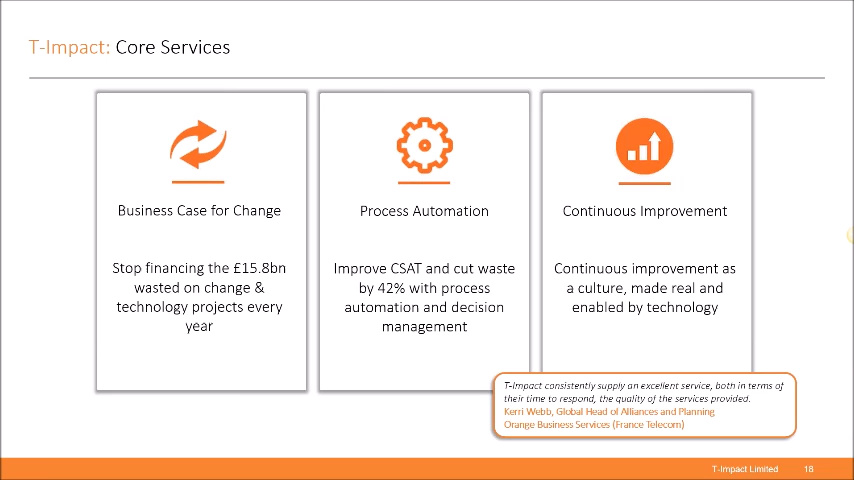 T-Impact: Core Services
Business Case for Change
Stop financing the £15.8bn
wasted on change &
technology projects every
year
Process Automation
Improve CSAT and cut waste
by 42% with process
automation and decision
management
Continuous Improvement
Continuous improvement as
a culture, made real and
enabled by technology
T-Impact consistently supply an excellent service, both in terms of
their time to respond, the quality of the services provided.
Kerri Webb, Global Head of Alliances and Planning
Orange Business Services (France Telecom)
T-Impact Limited 18